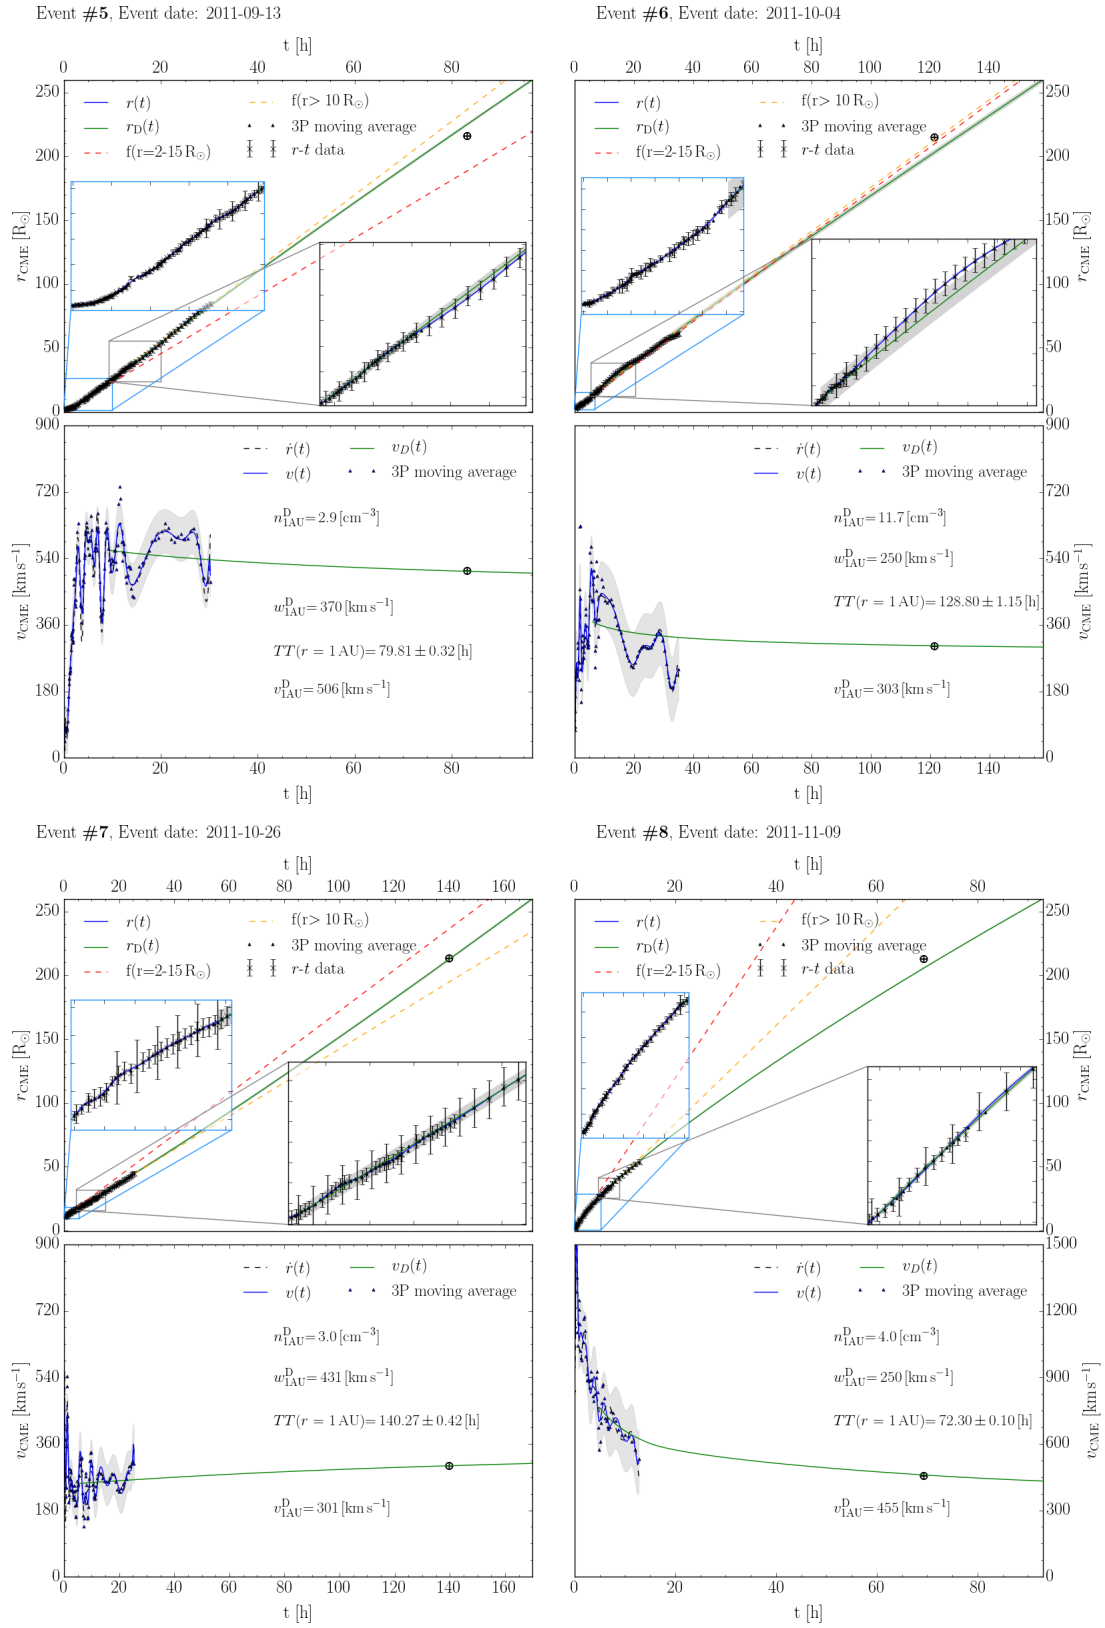 Event #5, Event date: 2011-09-13
t [h]
0 20 40 60 80
250
200
150
100
50
0
r_CME [R☉]
r(t)
r_D(t)
f(r=2-15 R☉)
f(r> 10 R☉)
3P moving average
r-t data
900
720
540
360
180
0
v_CME [km s⁻¹]
ṙ(t)
v(t)
v_D(t)
3P moving average
n^D_1AU=2.9 [cm⁻³]
w^D_1AU=370 [km s⁻¹]
TT(r = 1 AU)=79.81±0.32 [h]
v^D_1AU=506 [km s⁻¹]
0 20 40 60 80
t [h]
Event #6, Event date: 2011-10-04
t [h]
0 20 40 60 80 100 120 140
r(t)
r_D(t)
f(r=2-15 R☉)
f(r> 10 R☉)
3P moving average
r-t data
250
200
150
100
50
0
r_CME [R☉]
ṙ(t)
v(t)
v_D(t)
3P moving average
n^D_1AU=11.7 [cm⁻³]
w^D_1AU=250 [km s⁻¹]
TT(r = 1 AU)=128.80±1.15 [h]
v^D_1AU=303 [km s⁻¹]
900
720
540
360
180
0
v_CME [km s⁻¹]
0 20 40 60 80 100 120 140
t [h]
Event #7, Event date: 2011-10-26
t [h]
0 20 40 60 80 100 120 140 160
250
200
150
100
50
0
r_CME [R☉]
r(t)
r_D(t)
f(r=2-15 R☉)
f(r> 10 R☉)
3P moving average
r-t data
900
720
540
360
180
0
v_CME [km s⁻¹]
ṙ(t)
v(t)
v_D(t)
3P moving average
n^D_1AU=3.0 [cm⁻³]
w^D_1AU=431 [km s⁻¹]
TT(r = 1 AU)=140.27±0.42 [h]
v^D_1AU=301 [km s⁻¹]
0 20 40 60 80 100 120 140 160
t [h]
Event #8, Event date: 2011-11-09
t [h]
0 20 40 60 80
r(t)
r_D(t)
f(r=2-15 R☉)
f(r> 10 R☉)
3P moving average
r-t data
250
200
150
100
50
0
r_CME [R☉]
ṙ(t)
v(t)
v_D(t)
3P moving average
n^D_1AU=4.0 [cm⁻³]
w^D_1AU=250 [km s⁻¹]
TT(r = 1 AU)=72.30±0.10 [h]
v^D_1AU=455 [km s⁻¹]
1500
1200
900
600
300
0
v_CME [km s⁻¹]
0 20 40 60 80
t [h]